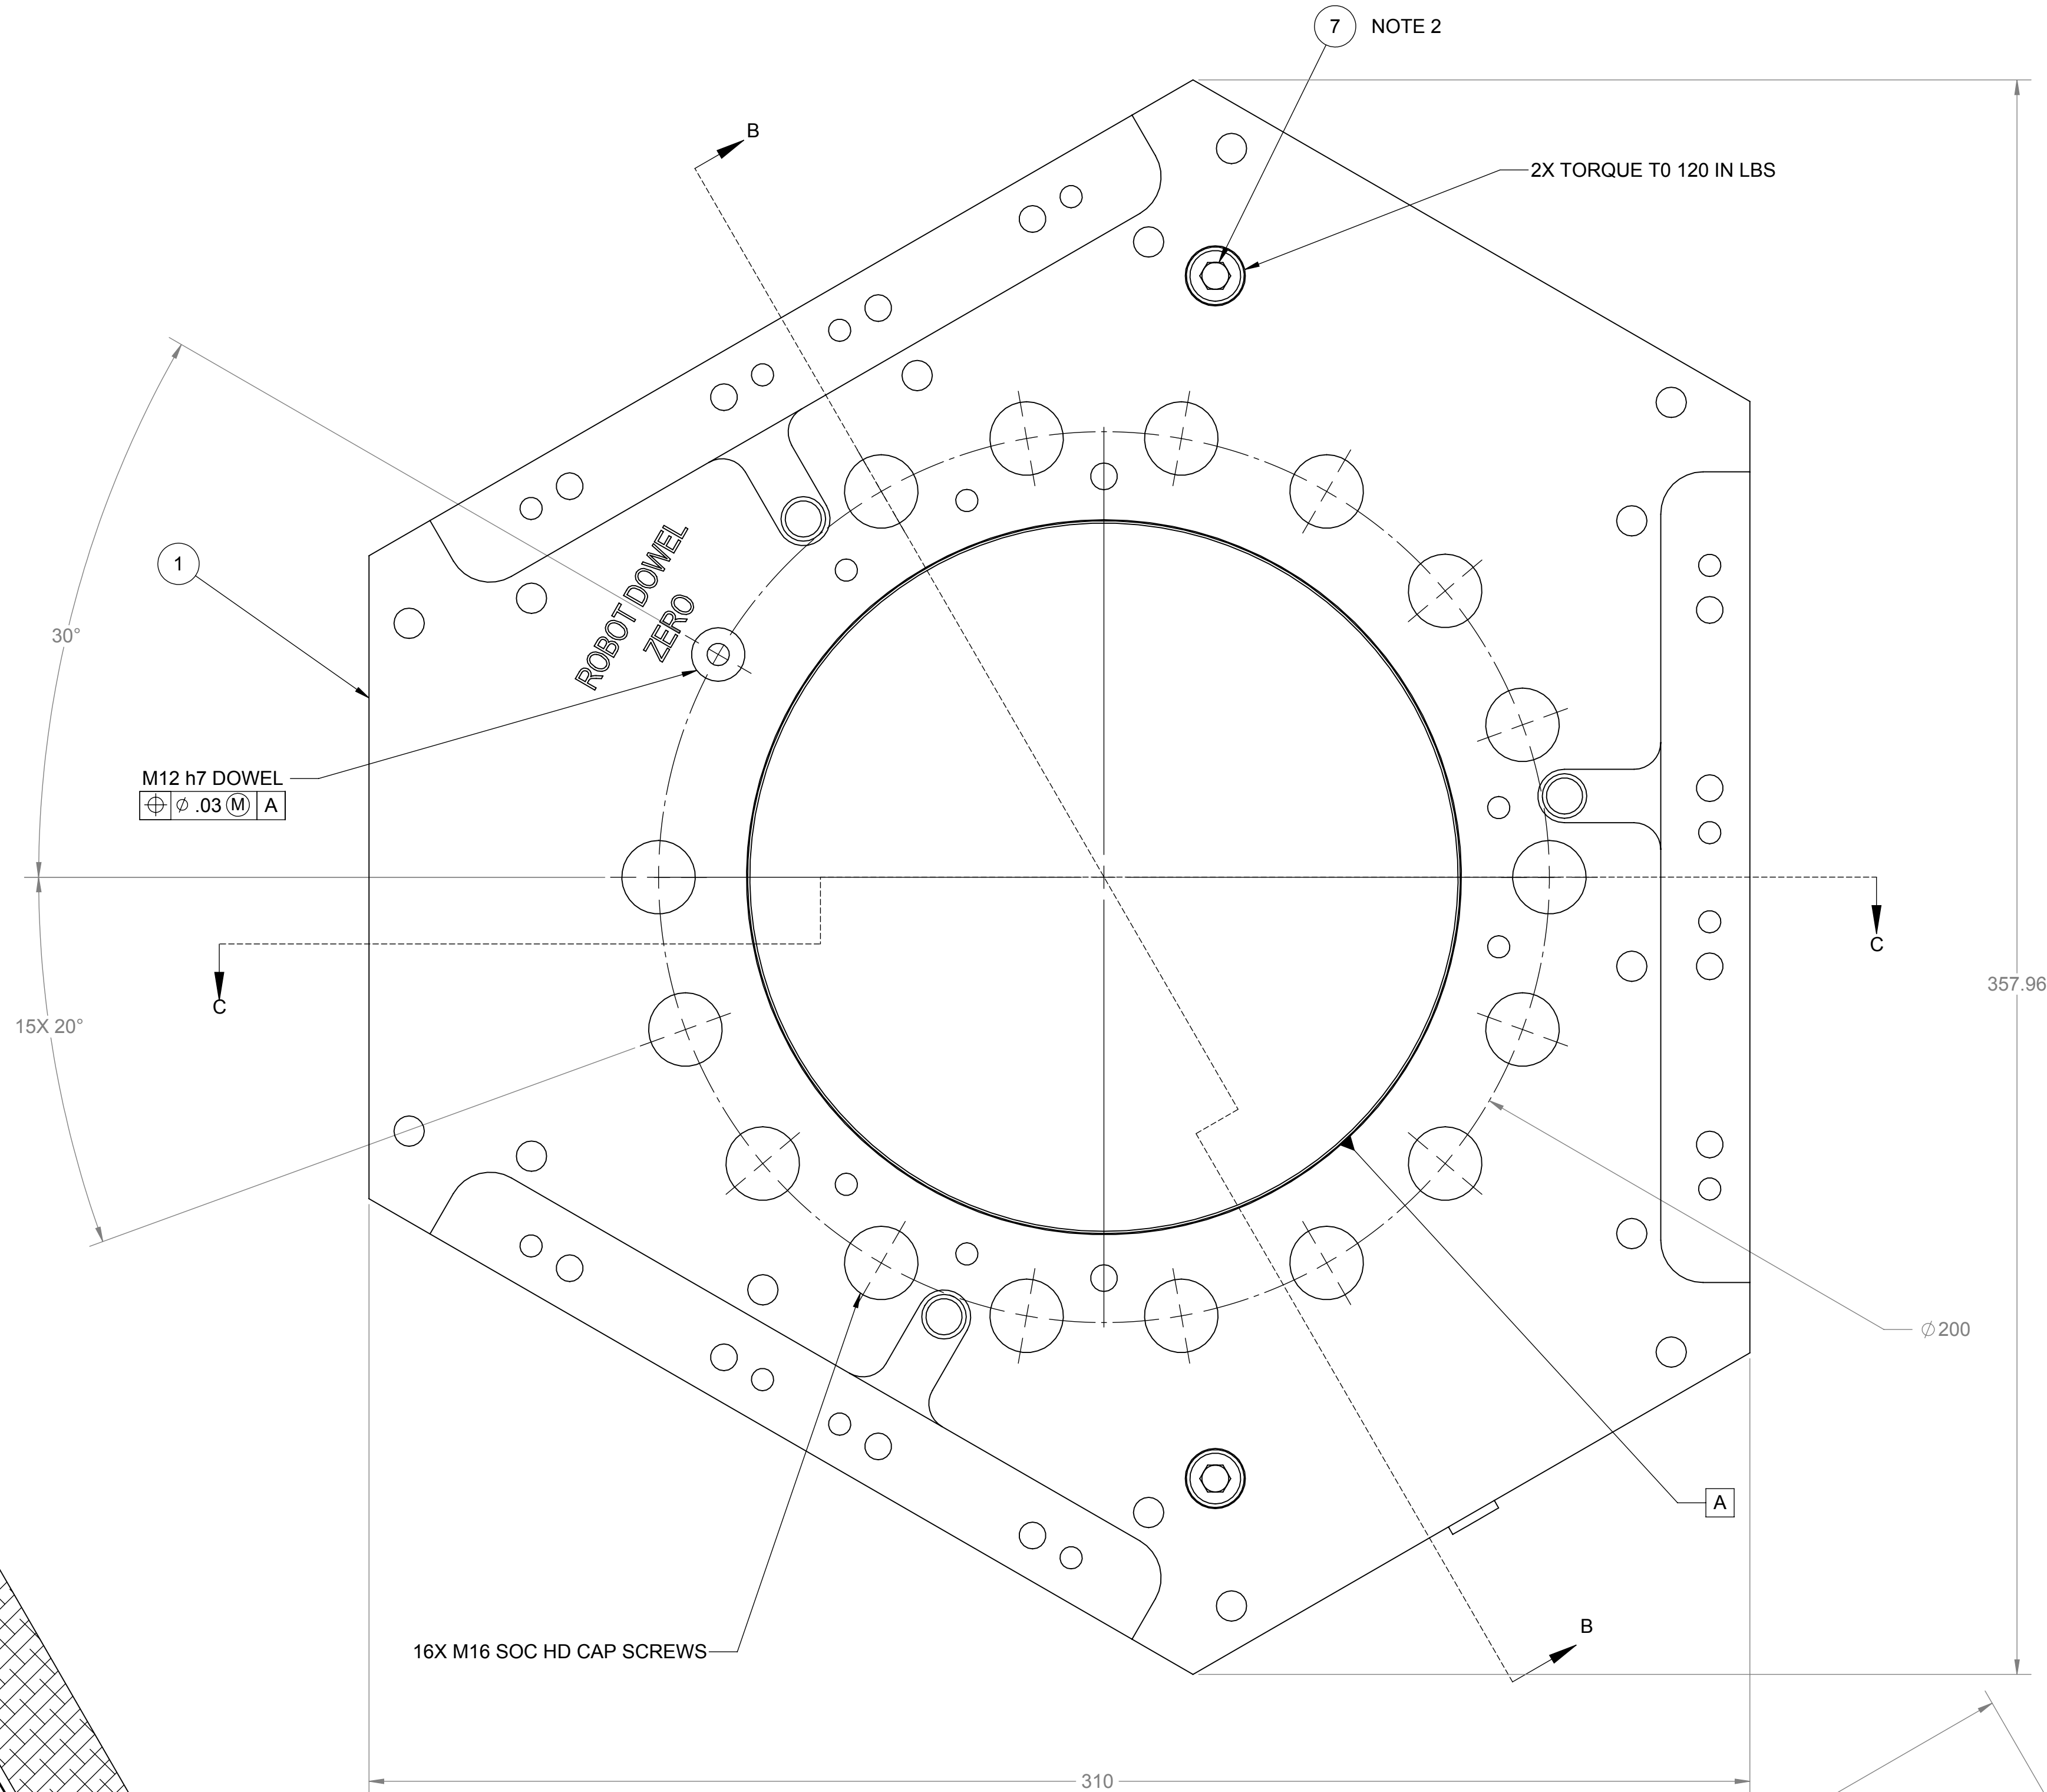 7 NOTE 2
B
2X TORQUE T0 120 IN LBS
1
ROBOT DOWEL
ZERO
30°
M12 h7 DOWEL
⌖ ⌀ .03 Ⓜ A
C
C
357.96
15X 20°
⌀200
A
B
16X M16 SOC HD CAP SCREWS
310